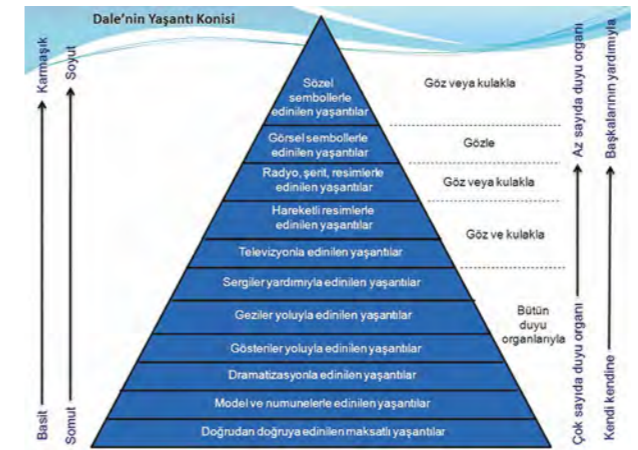 Dale'nin Yaşantı Konisi
Karmaşık
Soyut
Basit
Somut
Sözel
sembollerle
edinilen yaşantılar
Göz veya kulakla
Görsel sembollerle
edinilen yaşantılar
Gözle
Radyo, şerit, resimlerle
edinilen yaşantılar
Göz veya kulakla
Hareketli resimlerle
edinilen yaşantılar
Göz ve kulakla
Televizyonla edinilen yaşantılar
Sergiler yardımıyla edinilen yaşantılar
Geziler yoluyla edinilen yaşantılar
Gösteriler yoluyla edinilen yaşantılar
Dramatizasyonla edinilen yaşantılar
Model ve numunelerle edinilen yaşantılar
Doğrudan doğruya edinilen maksatlı yaşantılar
Bütün
duyu
organlarıyla
Az sayıda duyu organı
Çok sayıda duyu organı
Başkalarının yardımıyla
Kendi kendine